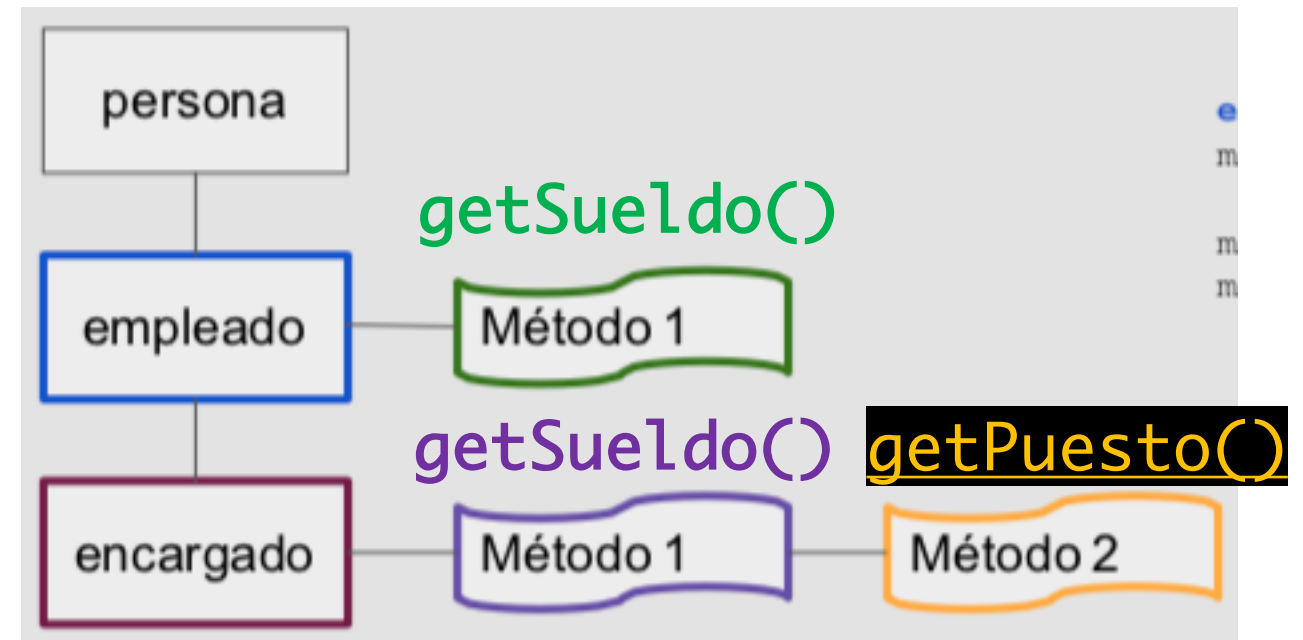 persona
e
m
getSueldo()
m
empleado
Método 1
m
getSueldo()
getPuesto()
encargado
Método 1
Método 2